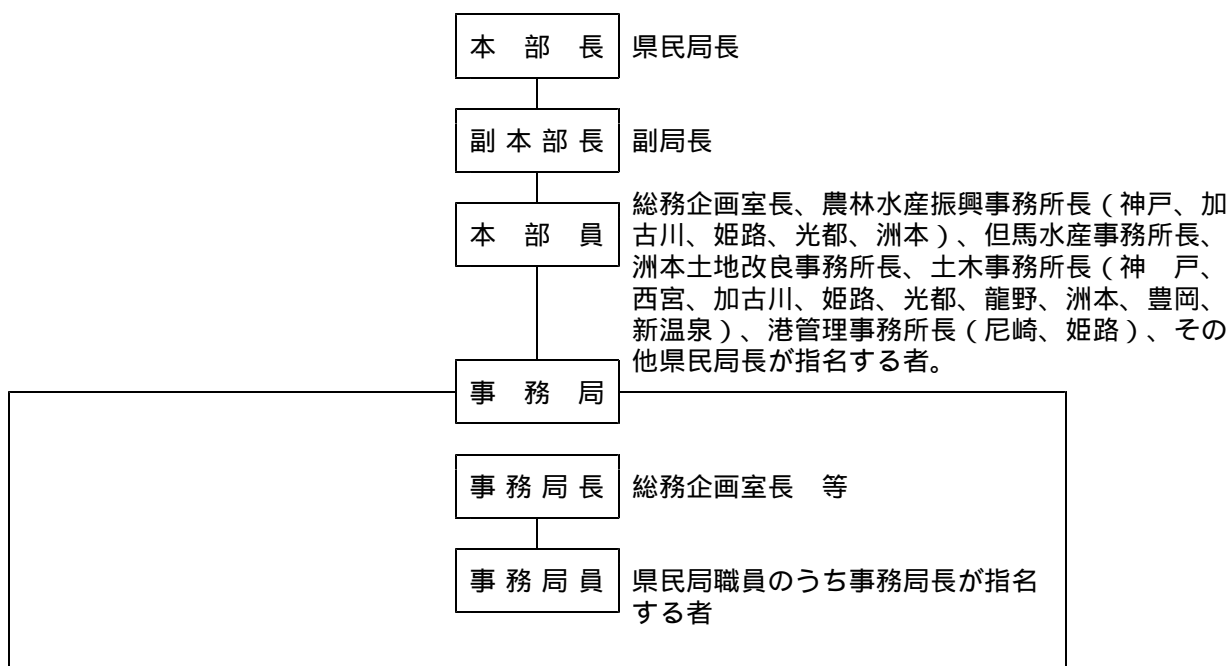 本部長 県民局長
副本部長 副局長
本部員
総務企画室長、農林水産振興事務所長（神戸、加
古川、姫路、光都、洲本）、但馬水産事務所長、
洲本土地改良事務所長、土木事務所長（神　戸、
西宮、加古川、姫路、光都、龍野、洲本、豊岡、
新温泉）、港管理事務所長（尼崎、姫路）、その
他県民局長が指名する者。
事務局
事務局長 総務企画室長　等
事務局員 県民局職員のうち事務局長が指名
する者